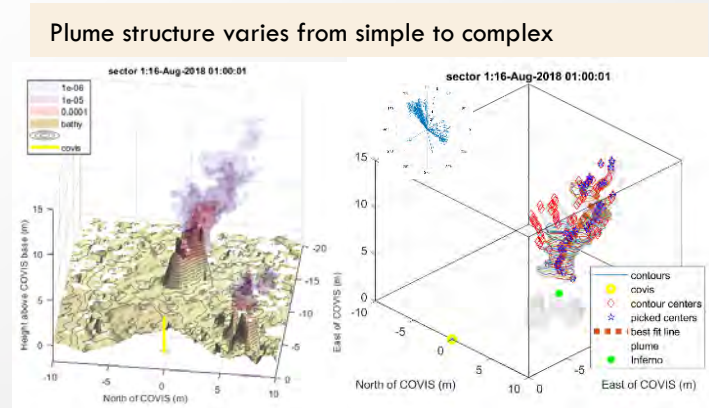 Plume structure varies from simple to complex
sector 1:16-Aug-2018 01:00:01
1e-06
1e-05
0.0001
bathy
covis
15
10
5
0
Height above COVIS base (m)
-10
-5
0
5
10
North of COVIS (m)
-20
-15
-10
-5
0
East of COVIS (m)
sector 1:16-Aug-2018 01:00:01
15
10
5
0
-10
-5
0
5
10
North of COVIS (m)
0
-5
East of COVIS (m)
contours
covis
contour centers
picked centers
best fit line
plume
Inferno